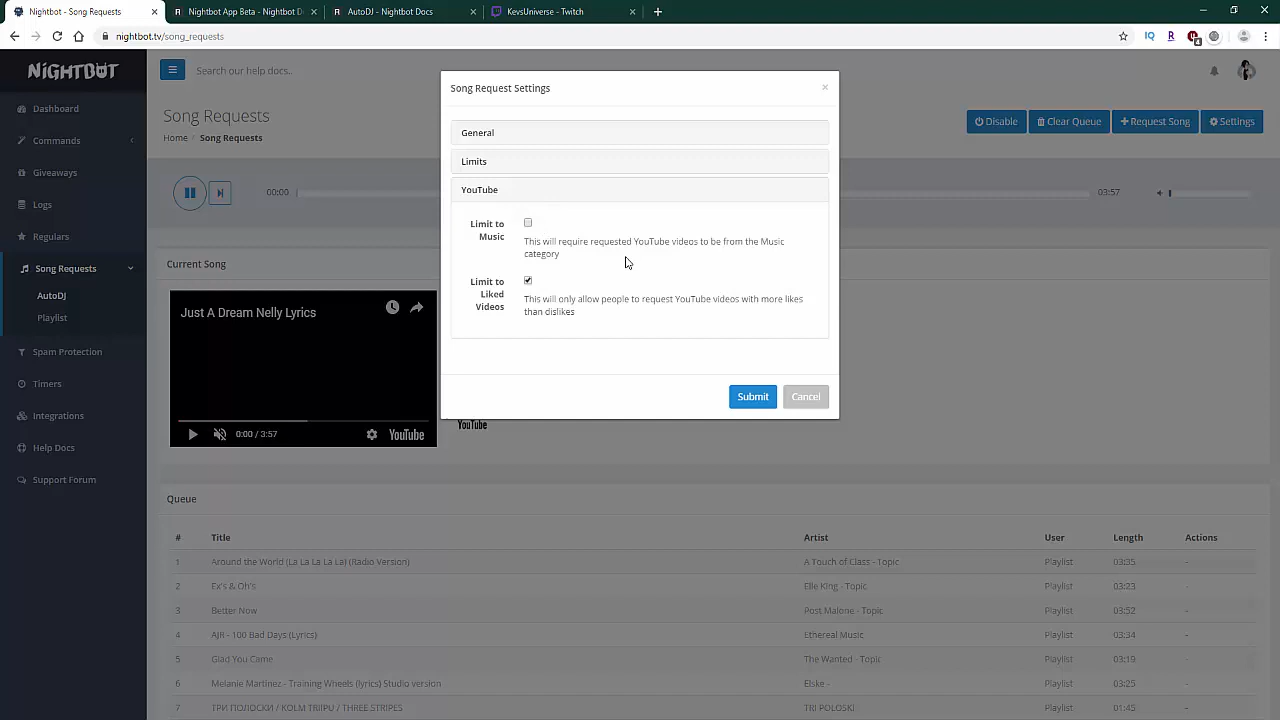 Nightbot - Song Requests
Nightbot App Beta - Nightbot D
AutoDJ - Nightbot Docs
KevsUniverse - Twitch
nightbot.tv/song_requests
NIGHTBOT
Search our help docs..
Dashboard
Commands
Giveaways
Logs
Regulars
Song Requests
AutoDJ
Playlist
Spam Protection
Timers
Integrations
Help Docs
Support Forum
Song Requests
Home / Song Requests
Disable
Clear Queue
Request Song
Settings
00:09
03:57
Current Song
Just A Dream Nelly Lyrics
0:00 / 3:57
YouTube
YouTube
Song Request Settings
General
Limits
YouTube
Limit to Music
This will require requested YouTube videos to be from the Music
category
Limit to Liked Videos
This will only allow people to request YouTube videos with more likes
than dislikes
Submit
Cancel
Queue
# Title Artist User Length Actions
1 Around the World (La La La La La) (Radio Version) A Touch of Class - Topic Playlist 03:35 -
2 Ex's & Oh's Elle King - Topic Playlist 03:23 -
3 Better Now Post Malone - Topic Playlist 03:52 -
4 AJR - 100 Bad Days (Lyrics) Ethereal Music Playlist 03:34 -
5 Glad You Came The Wanted - Topic Playlist 03:19 -
6 Melanie Martinez - Training Wheels (lyrics) Studio version Elske - Playlist 03:25 -
7 ТРИ ПОЛОСКИ / KOLM TRIIPU / THREE STRIPES TRI POLOSKI Playlist 01:45 -